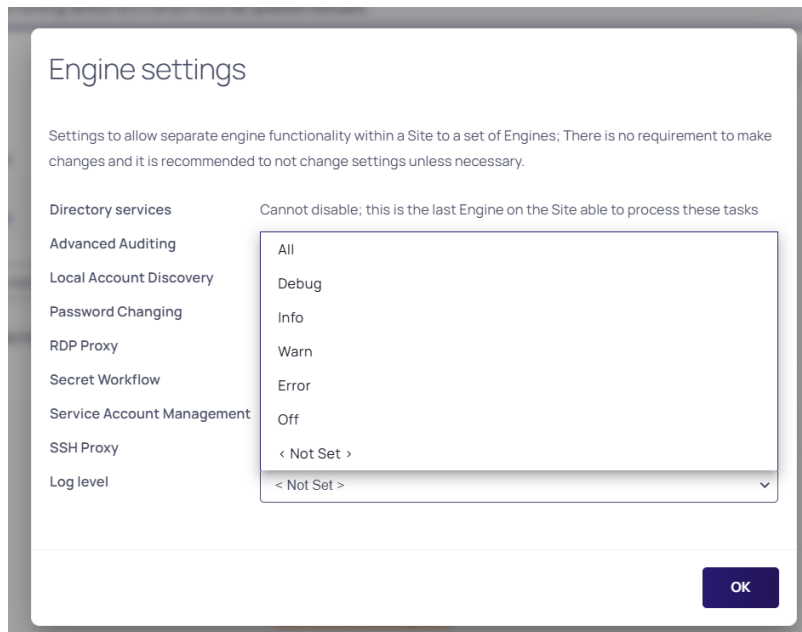 Engine settings
Settings to allow separate engine functionality within a Site to a set of Engines; There is no requirement to make
changes and it is recommended to not change settings unless necessary.
Directory services Cannot disable; this is the last Engine on the Site able to process these tasks
Advanced Auditing
All
Local Account Discovery
Debug
Password Changing
Info
RDP Proxy
Warn
Secret Workflow
Error
Service Account Management
Off
SSH Proxy
< Not Set >
Log level
< Not Set >
OK